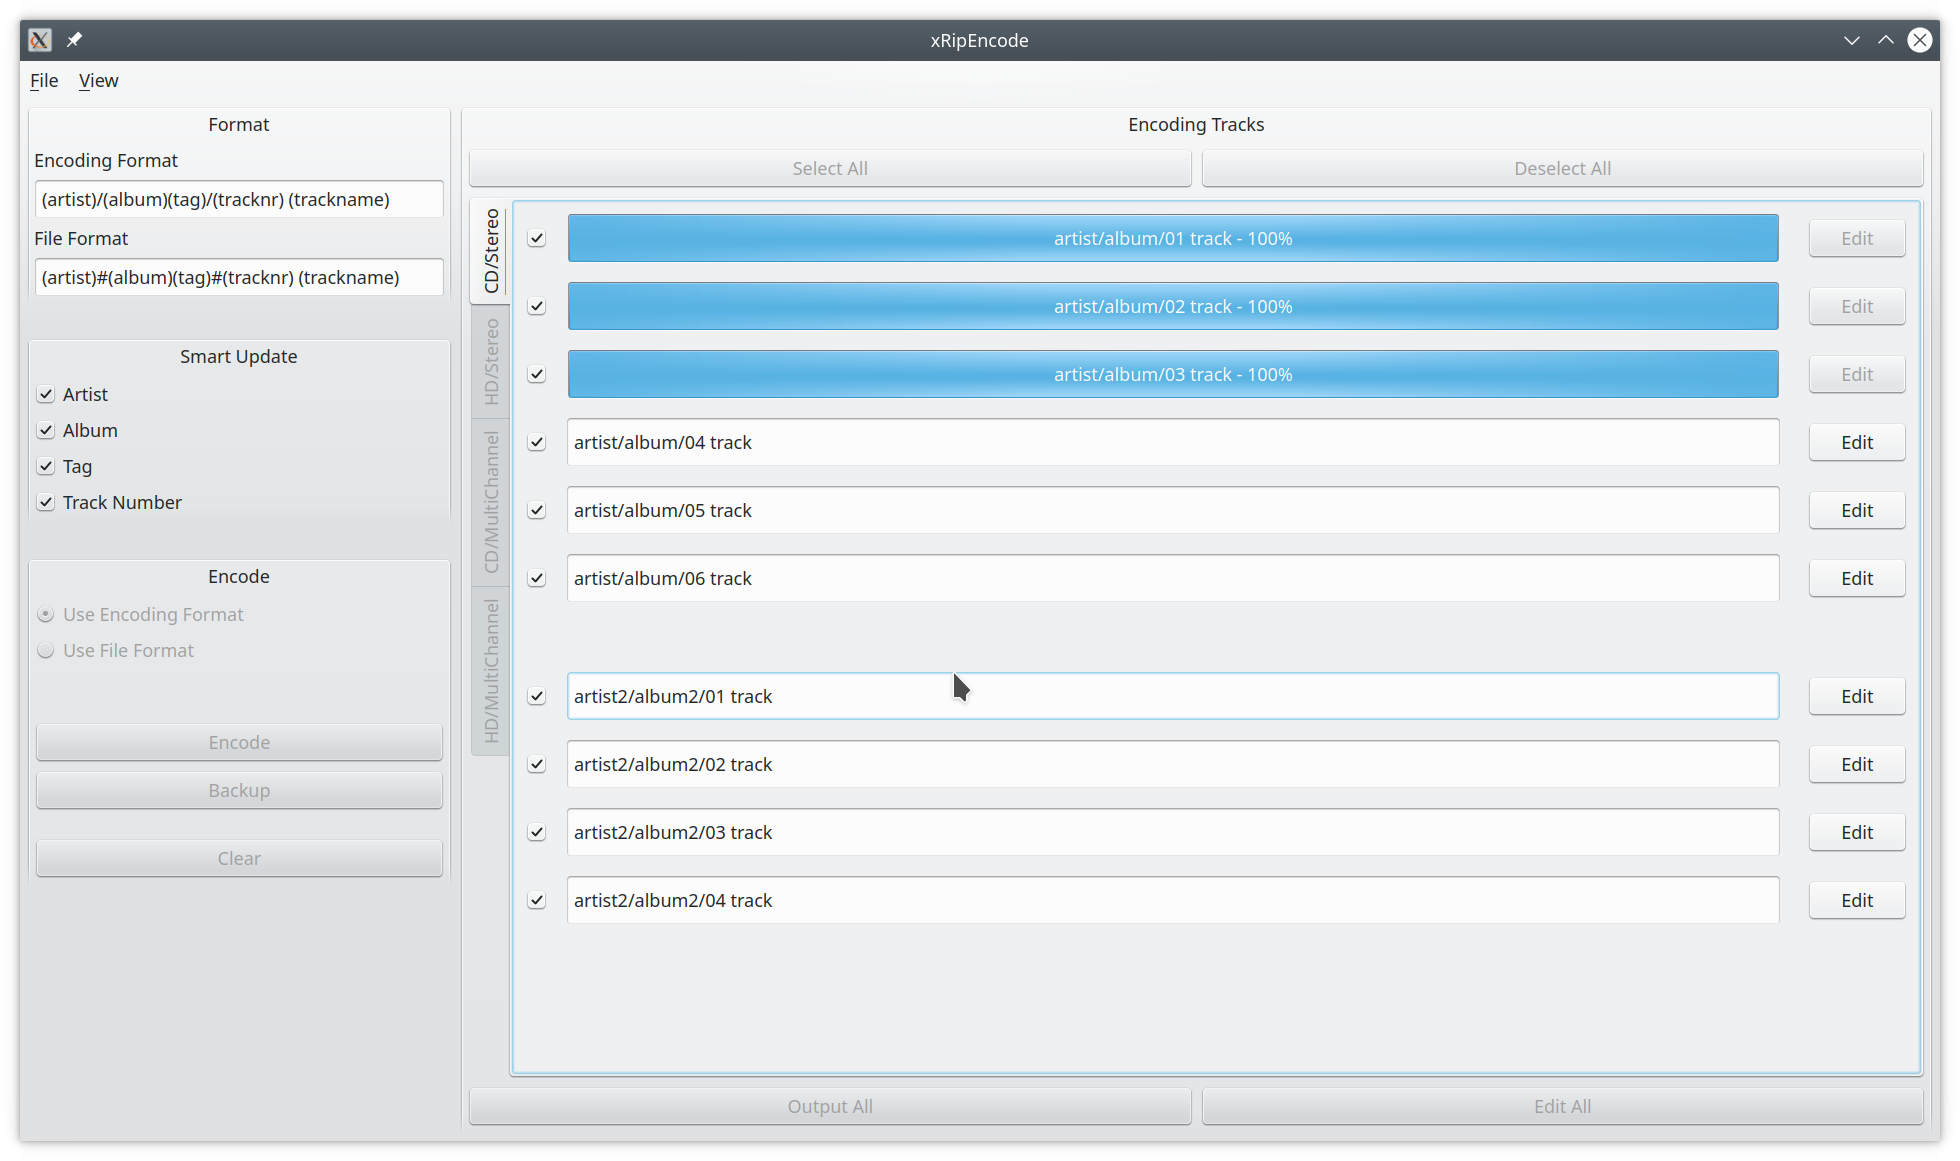 xRipEncode
File View
Format
Encoding Format
(artist)/(album)(tag)/(tracknr) (trackname)
File Format
(artist)#(album)(tag)#(tracknr) (trackname)
Smart Update
Artist
Album
Tag
Track Number
Encode
Use Encoding Format
Use File Format
Encode
Backup
Clear
Encoding Tracks
Select All Deselect All
CD/Stereo
HD/Stereo
CD/MultiChannel
HD/MultiChannel
artist/album/01 track - 100% Edit
artist/album/02 track - 100% Edit
artist/album/03 track - 100% Edit
artist/album/04 track Edit
artist/album/05 track Edit
artist/album/06 track Edit
artist2/album2/01 track Edit
artist2/album2/02 track Edit
artist2/album2/03 track Edit
artist2/album2/04 track Edit
Output All Edit All